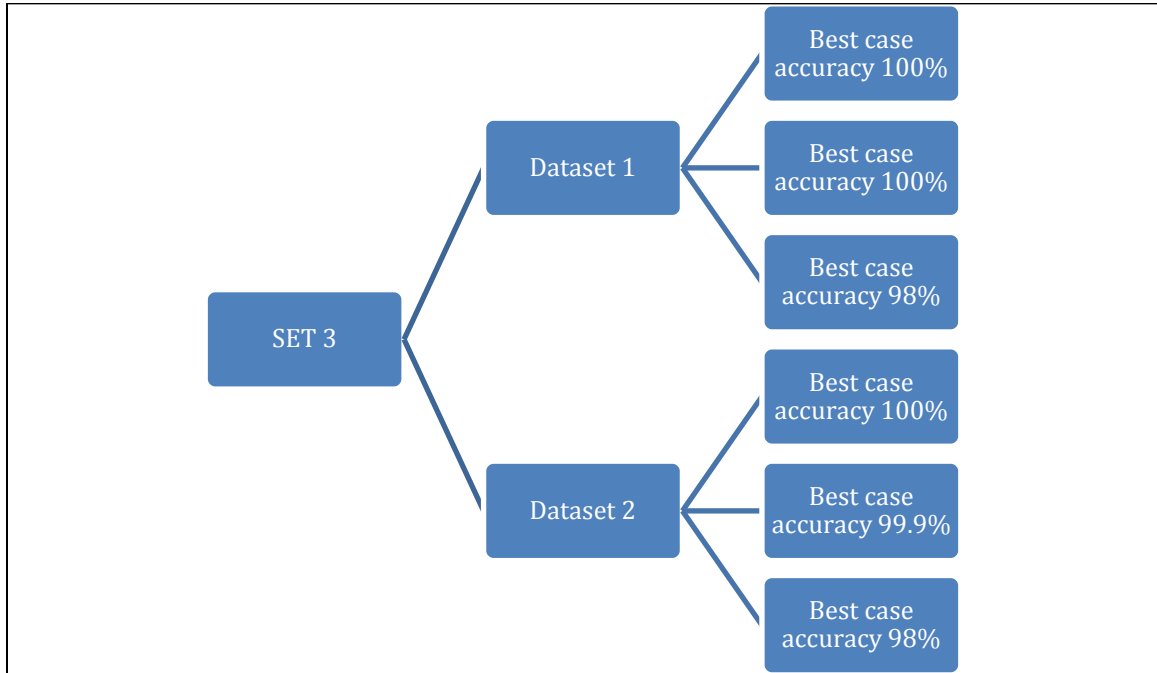 Best case
accuracy 100%
Dataset 1
Best case
accuracy 100%
Best case
accuracy 98%
SET 3
Best case
accuracy 100%
Dataset 2
Best case
accuracy 99.9%
Best case
accuracy 98%